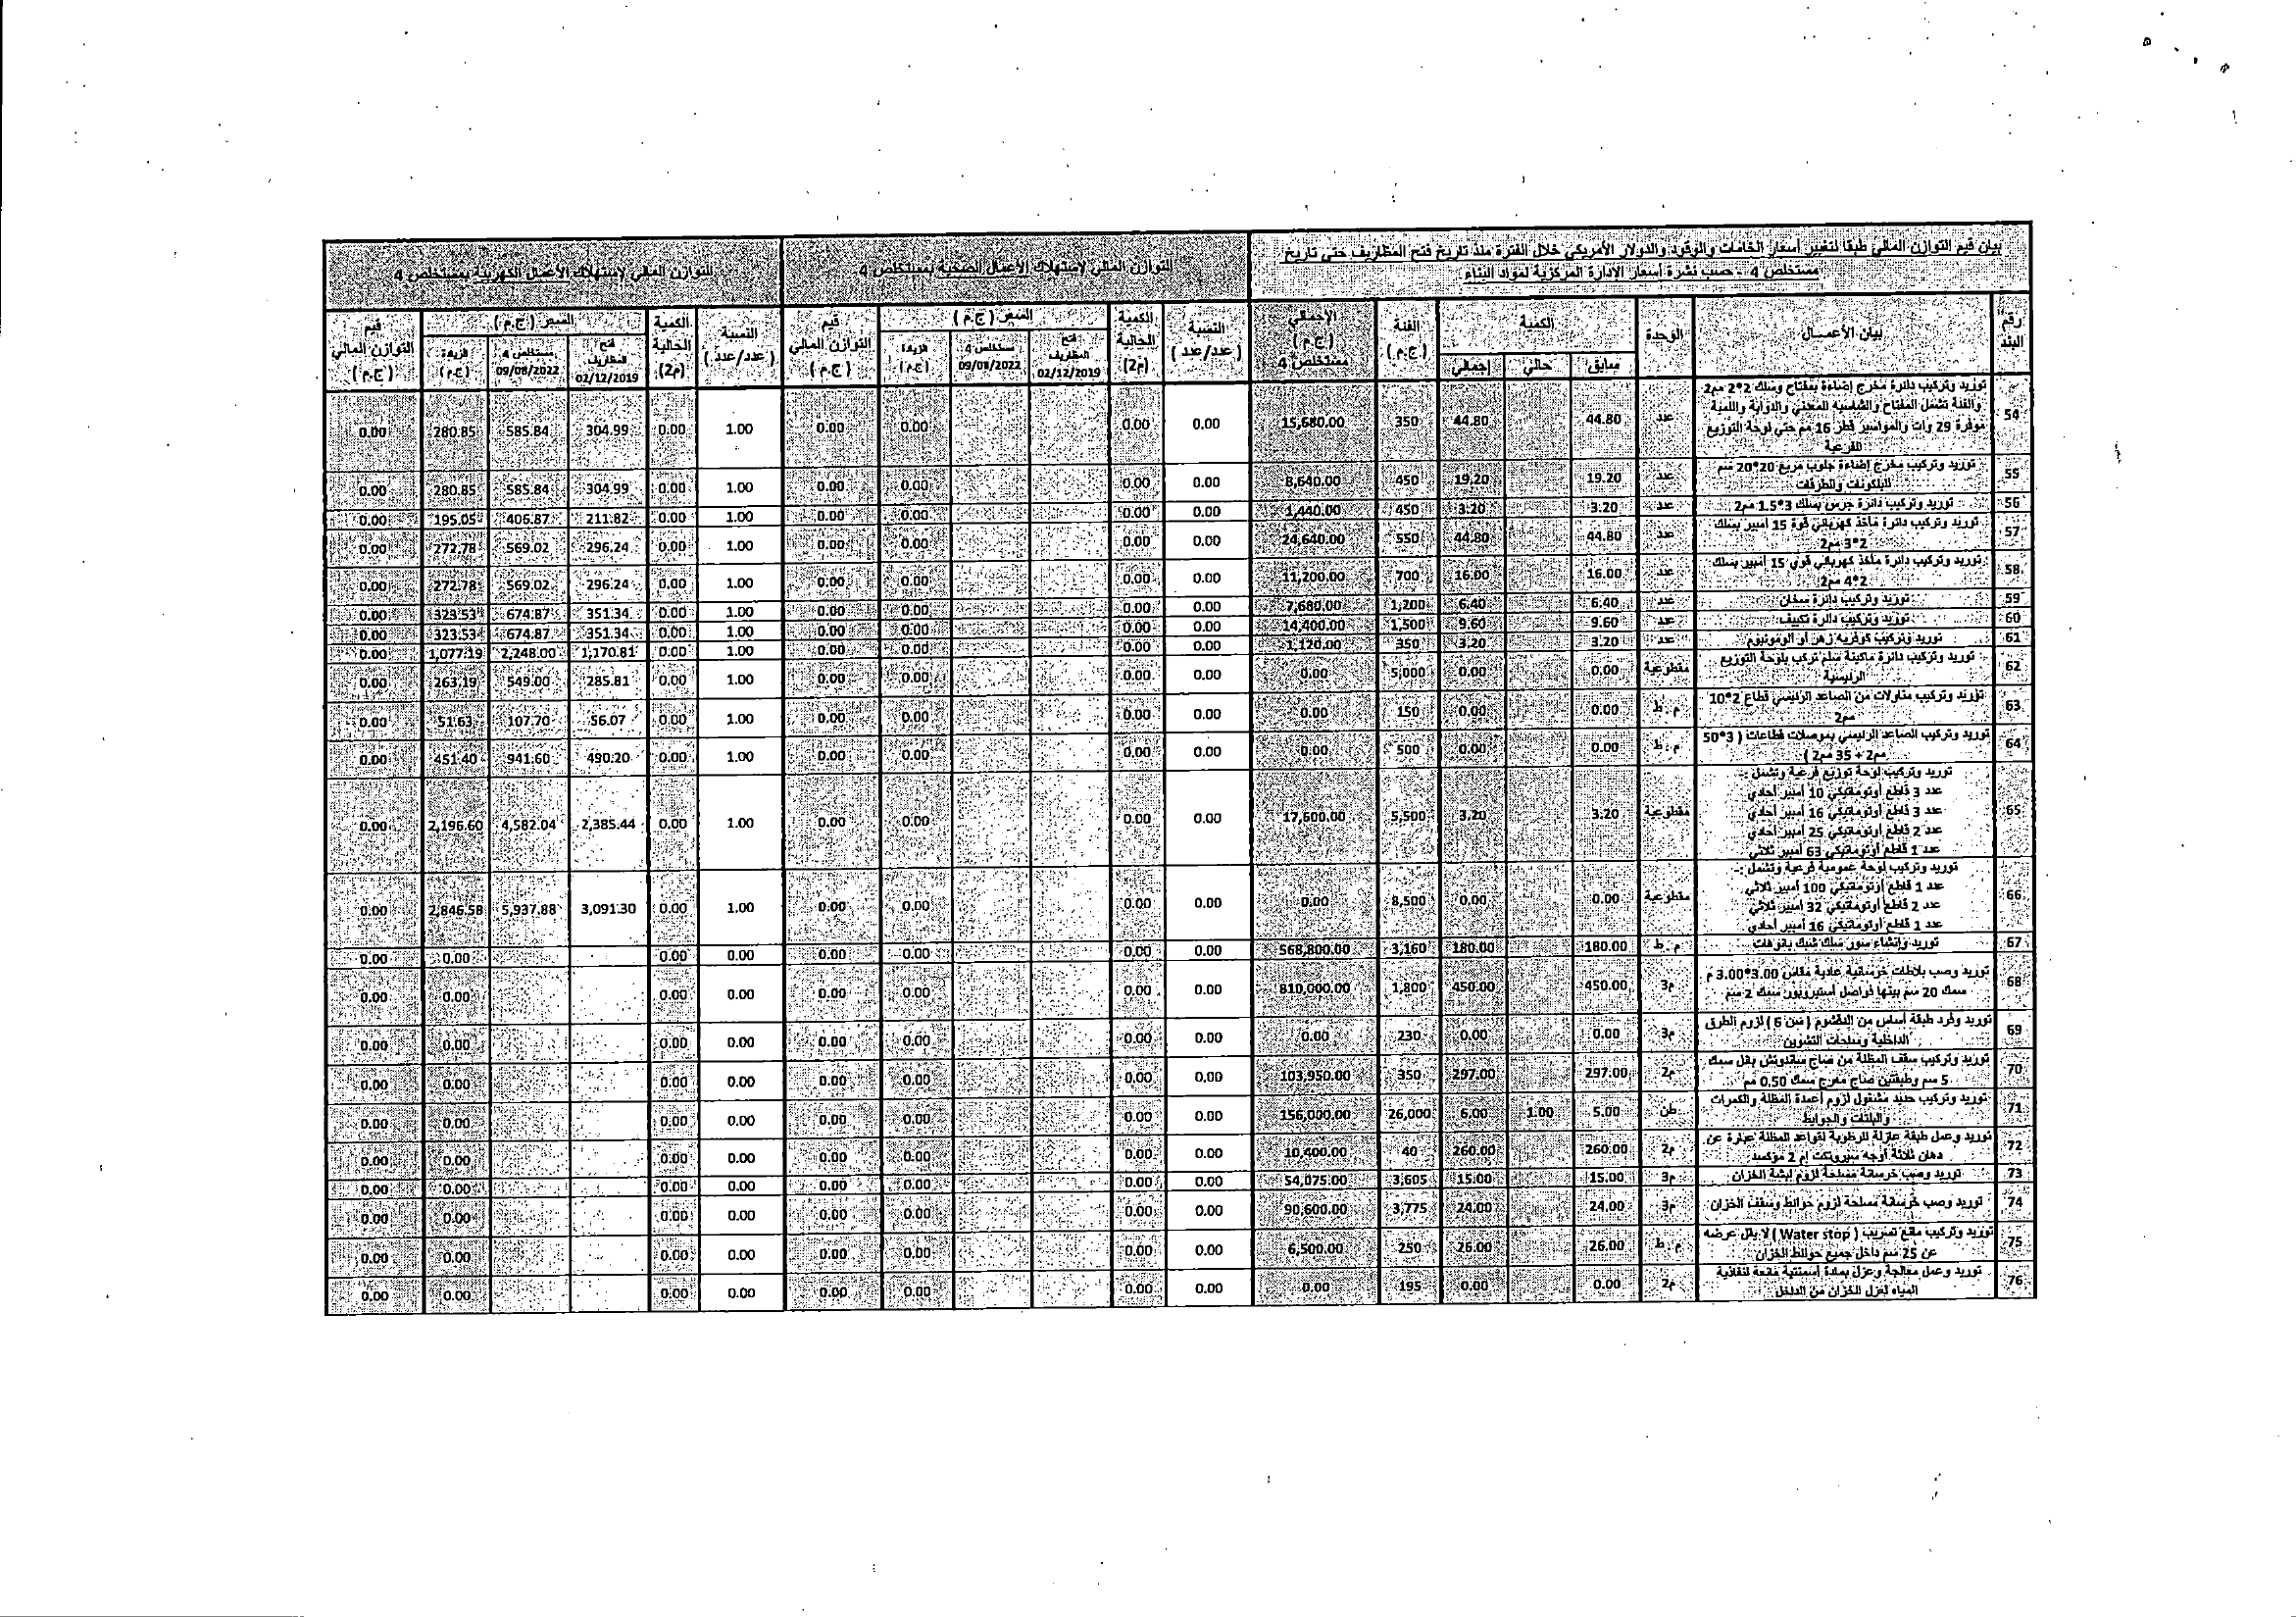 بيان قيم التوازن المالي طبقا لتغيير أسعار الخامات والوقود والدولار الأمريكي خلال الفترة منذ تاريخ فتح المظاريف حتى تاريخ
مستخلص 4 - حسب نشرة أسعار الادارة المركزية لمواد البناء
التوازن المالي لاستهلاك الأعمال الصحية بمستخلص 4
التوازن المالي لاستهلاك الأعمال الكهربية بمستخلص 4
رقم البند بيان الأعمـــال الوحدة الكمية سابق حالي إجمالي الفئة (ج.م) الاجمالي (ج.م) مستخلص 4
النسبة (عدد/عدد) الكمية الحالية (م2) السعر (ج.م) فتح المظاريف 02/12/2019 مستخلص 4 09/08/2022 الزيادة (ج.م) قيم التوازن المالي (ج.م)
النسبة (عدد/عدد) الكمية الحالية (م2) السعر (ج.م) فتح المظاريف 02/12/2019 مستخلص 4 09/08/2022 الزيادة (ج.م) قيم التوازن المالي (ج.م)
54 توريد وتركيب دائرة مخرج إضاءة بمفتاح وسلك 2*2 مم2
والفئة تشمل المفتاح والشاسيه المعدني والدواية واللمبة
موفرة 29 وات والمواسير قطر 16 مم حتى لوحة التوزيع
الفرعية
عدد 44.80 44.80 350 15,680.00 0.00 0.00 0.00 0.00 1.00 0.00 304.99 585.84 280.85 0.00
55 توريد وتركيب مخرج إضاءة جلوب مربع 20*20 سم
للبلكونات والطرقات
عدد 19.20 19.20 450 8,640.00 0.00 0.00 0.00 0.00 1.00 0.00 304.99 585.84 280.85 0.00
56 توريد وتركيب دائرة جرس بسلك 3*1.5 مم2 عدد 3.20 3.20 450 1,440.00 0.00 0.00 0.00 0.00 1.00 0.00 211.82 406.87 195.05 0.00
57 توريد وتركيب دائرة مأخذ كهربائي قوة 15 أمبير بسلك
2*3 مم2
عدد 44.80 44.80 550 24,640.00 0.00 0.00 0.00 0.00 1.00 0.00 296.24 569.02 272.78 0.00
58 توريد وتركيب دائرة مأخذ كهربائي قوي 15 أمبير بسلك
2*4 مم2
عدد 16.00 16.00 700 11,200.00 0.00 0.00 0.00 0.00 1.00 0.00 296.24 569.02 272.78 0.00
59 توريد وتركيب دائرة سخان عدد 6.40 6.40 1,200 7,680.00 0.00 0.00 0.00 0.00 1.00 0.00 351.34 674.87 323.53 0.00
60 توريد وتركيب دائرة تكييف عدد 9.60 9.60 1,500 14,400.00 0.00 0.00 0.00 0.00 1.00 0.00 351.34 674.87 323.53 0.00
61 توريد وتركيب كوفريه زهر أو الومونيوم عدد 3.20 3.20 350 1,120.00 0.00 0.00 0.00 0.00 1.00 0.00 1,170.81 2,248.00 1,077.19 0.00
62 توريد وتركيب دائرة ماكينة سلم تركب بلوحة التوزيع
الرئيسية
مقطوعية 0.00 0.00 5,000 0.00 0.00 0.00 0.00 0.00 1.00 0.00 285.81 549.00 263.19 0.00
63 توريد وتركيب مناولات من الصاعد الرئيسي قطاع 2*10
مم2
م.ط 0.00 0.00 150 0.00 0.00 0.00 0.00 0.00 1.00 0.00 56.07 107.70 51.63 0.00
64 توريد وتركيب الصاعد الرئيسي بموصلات قطاعات ( 3*50
مم2 + 35 مم2 )
م.ط 0.00 0.00 500 0.00 0.00 0.00 0.00 0.00 1.00 0.00 490.20 941.60 451.40 0.00
65 توريد وتركيب لوحة توزيع فرعية وتشمل :-
عدد 3 قاطع أوتوماتيكي 10 أمبير أحادي
عدد 3 قاطع أوتوماتيكي 16 أمبير أحادي
عدد 2 قاطع أوتوماتيكي 25 أمبير أحادي
عدد 1 قاطع أوتوماتيكي 63 أمبير ثلاثي
مقطوعية 3.20 3.20 5,500 17,600.00 0.00 0.00 0.00 0.00 1.00 0.00 2,385.44 4,582.04 2,196.60 0.00
66 توريد وتركيب لوحة عمومية فرعية وتشمل :-
عدد 1 قاطع أوتوماتيكي 100 أمبير ثلاثي
عدد 2 قاطع أوتوماتيكي 32 أمبير ثلاثي
عدد 1 قاطع أوتوماتيكي 16 أمبير أحادي
مقطوعية 0.00 0.00 8,500 0.00 0.00 0.00 0.00 0.00 1.00 0.00 3,091.30 5,937.88 2,846.58 0.00
67 توريد وإنشاء سور سلك شبك م.ط 180.00 180.00 3,160 568,800.00 0.00 0.00 0.00 0.00 0.00 0.00 0.00 0.00
68 توريد وصب بلاطات خرسانية عادية مقاس 3.00*3.00 م
سمك 20 سم بينها فواصل أستيروبور سمك 2 سم
م3 450.00 450.00 1,800 810,000.00 0.00 0.00 0.00 0.00 0.00 0.00 0.00 0.00
69 توريد وفرد طبقة أساس من الدقشوم ( سن 6 ) لزوم الطرق
الداخلية وساحات التشوين
م3 0.00 0.00 230 0.00 0.00 0.00 0.00 0.00 0.00 0.00 0.00 0.00
70 توريد وتركيب سقف المظلة من صاج ساندوتش بفل سمك
5 سم وطبقتين صاج معرج سمك 0.50 مم
م2 297.00 297.00 350 103,950.00 0.00 0.00 0.00 0.00 0.00 0.00 0.00 0.00
71 توريد وتركيب حديد مشغول لزوم أعمدة المظلة والكمرات
والبلتات والجوايط
طن 5.00 1.00 6.00 26,000 156,000.00 0.00 0.00 0.00 0.00 0.00 0.00 0.00 0.00
72 توريد وعمل طبقة عازلة للرطوبة لقواعد المظلة عبارة عن
دهان ثلاثة أوجه سيروتكت إم 2 مؤكسد
م2 260.00 260.00 40 10,400.00 0.00 0.00 0.00 0.00 0.00 0.00 0.00 0.00
73 توريد وصب خرسانة مسلحة لزوم لبشة الخزان م3 15.00 15.00 3,605 54,075.00 0.00 0.00 0.00 0.00 0.00 0.00 0.00 0.00
74 توريد وصب خرسانة مسلحة لزوم حوائط وسقف الخزان م3 24.00 24.00 3,775 90,600.00 0.00 0.00 0.00 0.00 0.00 0.00 0.00 0.00
75 توريد وتركيب مانع تسريب ( Water stop ) لا يقل عرضه
عن 25 سم داخل جميع حوائط الخزان
م.ط 26.00 26.00 250 6,500.00 0.00 0.00 0.00 0.00 0.00 0.00 0.00 0.00
76 توريد وعمل معالجة وعزل بمادة أسمنتية مانعة لنفاذية
المياه لعزل الخزان من الداخل
م2 0.00 0.00 195 0.00 0.00 0.00 0.00 0.00 0.00 0.00 0.00 0.00